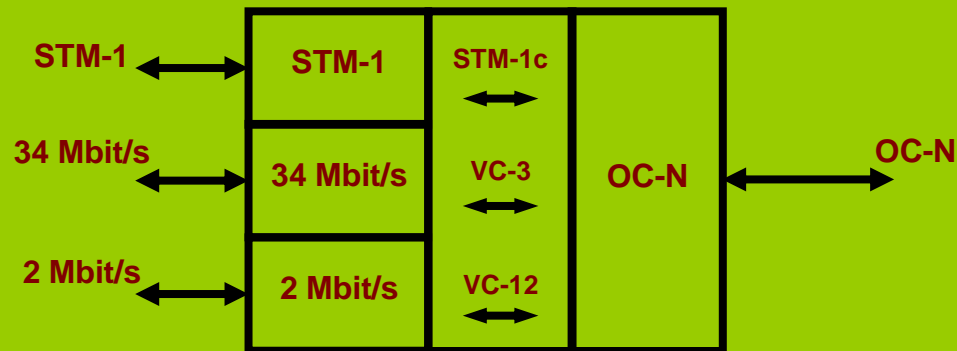 STM-1 STM-1 STM-1c
34 Mbit/s 34 Mbit/s VC-3 OC-N OC-N
2 Mbit/s 2 Mbit/s VC-12